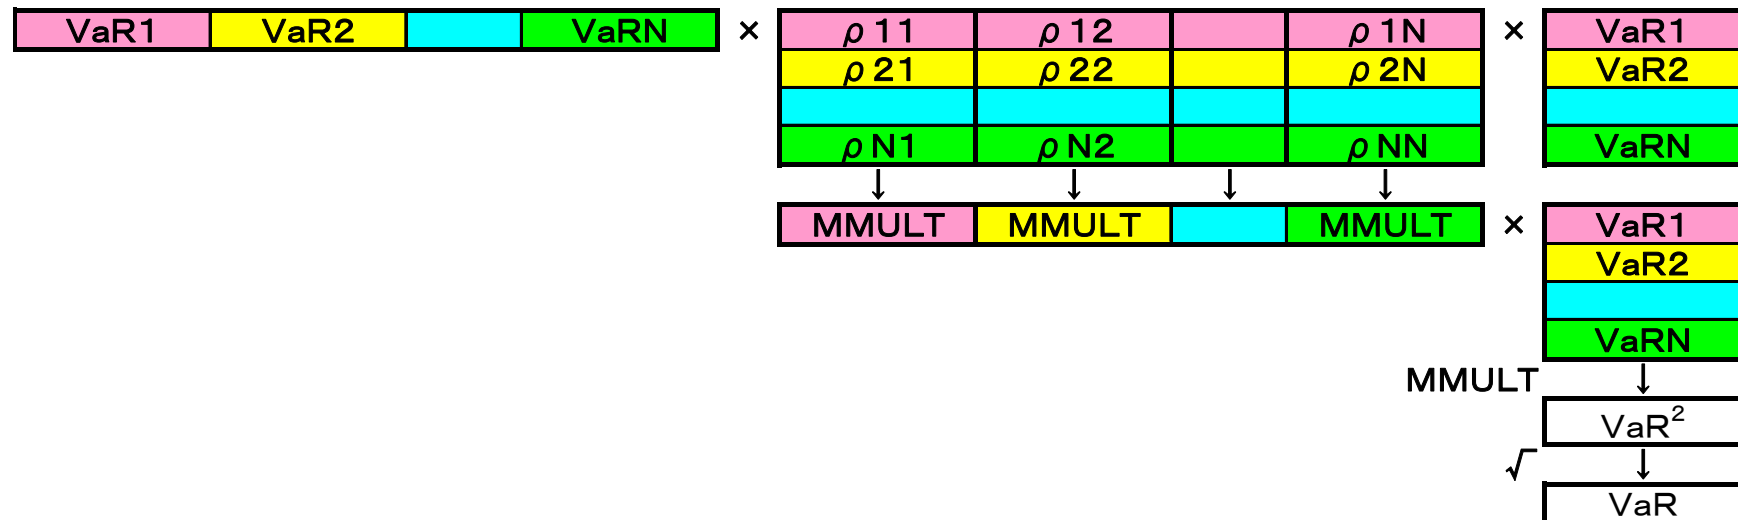 VaR1 VaR2 VaRN × ρ11 ρ12 ρ1N × VaR1
ρ21 ρ22 ρ2N VaR2
ρN1 ρN2 ρNN VaRN
↓ ↓ ↓ ↓
MMULT MMULT MMULT × VaR1
VaR2
VaRN
MMULT ↓
VaR²
√ ↓
VaR